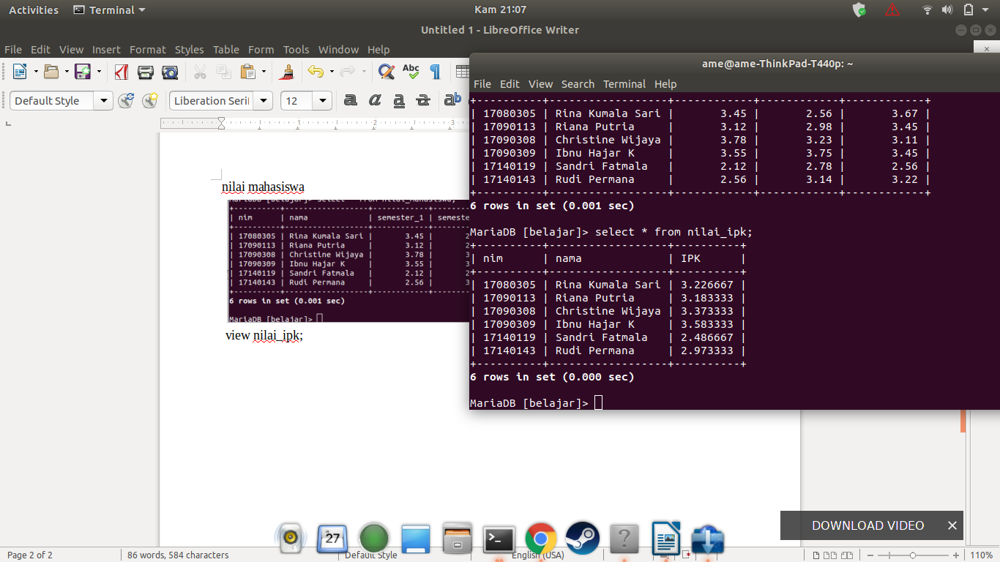 Activities Terminal Kam 21:07
Untitled 1 - LibreOffice Writer
File Edit View Insert Format Styles Table Form Tools Window Help
Default Style Liberation Seri 12
1 2 3
nilai mahasiswa
MariaDB [belajar]> select * from nilai_mahasiswa;
+----------+------------------+------------+-------
| nim | nama | semester_1 | semeste
+----------+------------------+------------+-------
| 17080305 | Rina Kumala Sari | 3.45 | 2
| 17090113 | Riana Putria | 3.12 | 2
| 17090308 | Christine Wijaya | 3.78 | 3
| 17090309 | Ibnu Hajar K | 3.55 | 3
| 17140119 | Sandri Fatmala | 2.12 | 2
| 17140143 | Rudi Permana | 2.56 | 3
+----------+------------------+------------+-------
6 rows in set (0.001 sec)
MariaDB [belajar]>
view nilai_ipk;
ame@ame-ThinkPad-T440p: ~
File Edit View Search Terminal Help
+----------+------------------+------------+------------+------------+
| 17080305 | Rina Kumala Sari | 3.45 | 2.56 | 3.67 |
| 17090113 | Riana Putria | 3.12 | 2.98 | 3.45 |
| 17090308 | Christine Wijaya | 3.78 | 3.23 | 3.11 |
| 17090309 | Ibnu Hajar K | 3.55 | 3.75 | 3.45 |
| 17140119 | Sandri Fatmala | 2.12 | 2.78 | 2.56 |
| 17140143 | Rudi Permana | 2.56 | 3.14 | 3.22 |
+----------+------------------+------------+------------+------------+
6 rows in set (0.001 sec)
MariaDB [belajar]> select * from nilai_ipk;
+----------+------------------+----------+
| nim | nama | IPK |
+----------+------------------+----------+
| 17080305 | Rina Kumala Sari | 3.226667 |
| 17090113 | Riana Putria | 3.183333 |
| 17090308 | Christine Wijaya | 3.373333 |
| 17090309 | Ibnu Hajar K | 3.583333 |
| 17140119 | Sandri Fatmala | 2.486667 |
| 17140143 | Rudi Permana | 2.973333 |
+----------+------------------+----------+
6 rows in set (0.000 sec)
MariaDB [belajar]>
DOWNLOAD VIDEO
27
Page 2 of 2 86 words, 584 characters Default Style English (USA) 110%